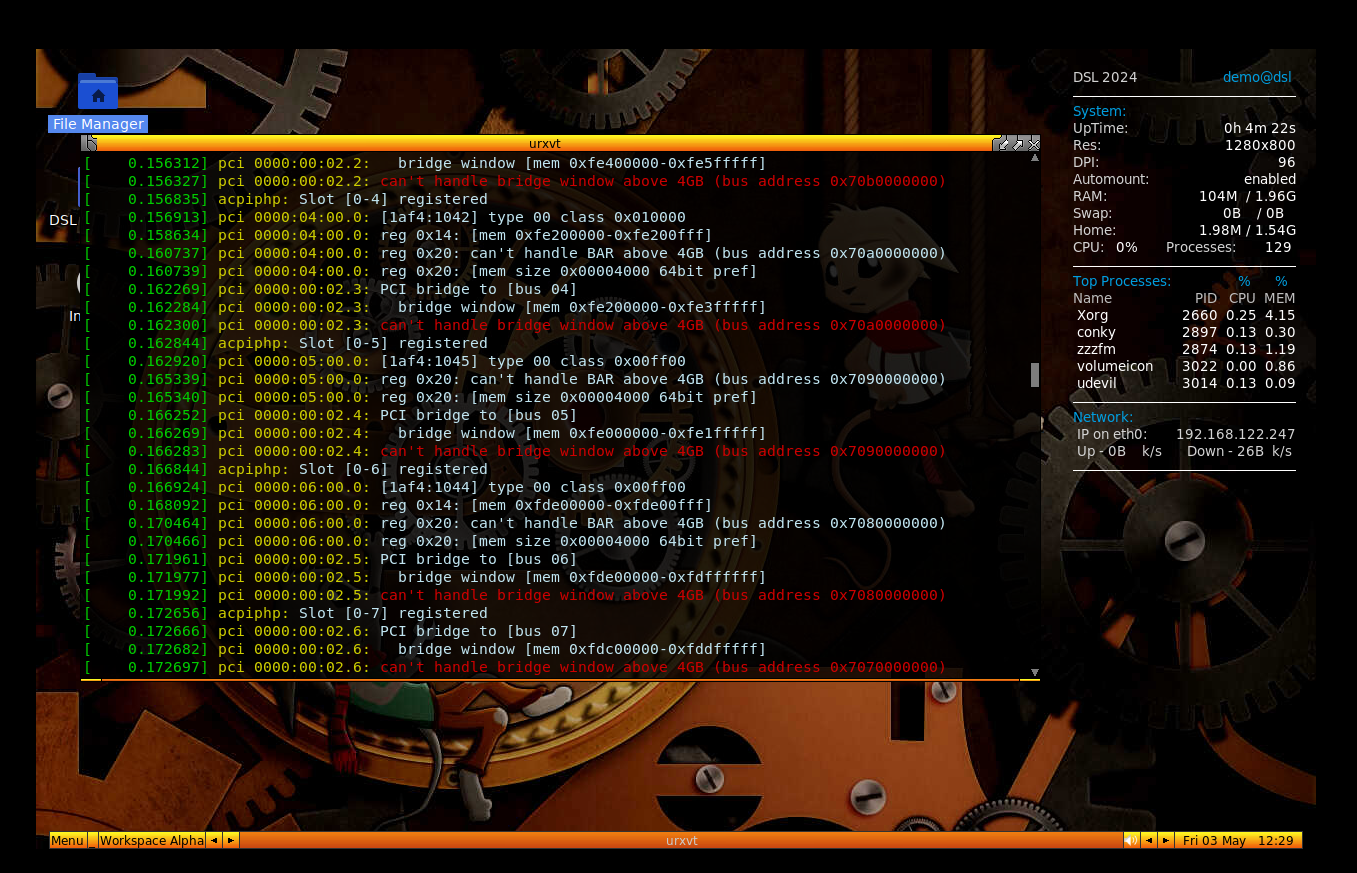 File Manager
DSL
In
urxvt
[    0.156312] pci 0000:00:02.2:   bridge window [mem 0xfe400000-0xfe5fffff]
[    0.156327] pci 0000:00:02.2: can't handle bridge window above 4GB (bus address 0x70b0000000)
[    0.156835] acpiphp: Slot [0-4] registered
[    0.156913] pci 0000:04:00.0: [1af4:1042] type 00 class 0x010000
[    0.158634] pci 0000:04:00.0: reg 0x14: [mem 0xfe200000-0xfe200fff]
[    0.160737] pci 0000:04:00.0: reg 0x20: can't handle BAR above 4GB (bus address 0x70a0000000)
[    0.160739] pci 0000:04:00.0: reg 0x20: [mem size 0x00004000 64bit pref]
[    0.162269] pci 0000:00:02.3: PCI bridge to [bus 04]
[    0.162284] pci 0000:00:02.3:   bridge window [mem 0xfe200000-0xfe3fffff]
[    0.162300] pci 0000:00:02.3: can't handle bridge window above 4GB (bus address 0x70a0000000)
[    0.162844] acpiphp: Slot [0-5] registered
[    0.162920] pci 0000:05:00.0: [1af4:1045] type 00 class 0x00ff00
[    0.165339] pci 0000:05:00.0: reg 0x20: can't handle BAR above 4GB (bus address 0x7090000000)
[    0.165340] pci 0000:05:00.0: reg 0x20: [mem size 0x00004000 64bit pref]
[    0.166252] pci 0000:00:02.4: PCI bridge to [bus 05]
[    0.166269] pci 0000:00:02.4:   bridge window [mem 0xfe000000-0xfe1fffff]
[    0.166283] pci 0000:00:02.4: can't handle bridge window above 4GB (bus address 0x7090000000)
[    0.166844] acpiphp: Slot [0-6] registered
[    0.166924] pci 0000:06:00.0: [1af4:1044] type 00 class 0x00ff00
[    0.168092] pci 0000:06:00.0: reg 0x14: [mem 0xfde00000-0xfde00fff]
[    0.170464] pci 0000:06:00.0: reg 0x20: can't handle BAR above 4GB (bus address 0x7080000000)
[    0.170466] pci 0000:06:00.0: reg 0x20: [mem size 0x00004000 64bit pref]
[    0.171961] pci 0000:00:02.5: PCI bridge to [bus 06]
[    0.171977] pci 0000:00:02.5:   bridge window [mem 0xfde00000-0xfdffffff]
[    0.171992] pci 0000:00:02.5: can't handle bridge window above 4GB (bus address 0x7080000000)
[    0.172656] acpiphp: Slot [0-7] registered
[    0.172666] pci 0000:00:02.6: PCI bridge to [bus 07]
[    0.172682] pci 0000:00:02.6:   bridge window [mem 0xfdc00000-0xfddfffff]
[    0.172697] pci 0000:00:02.6: can't handle bridge window above 4GB (bus address 0x7070000000)
DSL 2024 demo@dsl
System:
UpTime: 0h 4m 22s
Res: 1280x800
DPI: 96
Automount: enabled
RAM: 104M / 1.96G
Swap: 0B / 0B
Home: 1.98M / 1.54G
CPU: 0% Processes: 129
Top Processes: % %
Name PID CPU MEM
Xorg 2660 0.25 4.15
conky 2897 0.13 0.30
zzzfm 2874 0.13 1.19
volumeicon 3022 0.00 0.86
udevil 3014 0.13 0.09
Network:
IP on eth0: 192.168.122.247
Up - 0B k/s Down - 26B k/s
Menu _ Workspace Alpha urxvt Fri 03 May 12:29